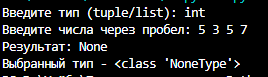 Введите тип (tuple/list): int
Введите числа через пробел: 5 3 5 7
Результат: None
Выбранный тип - <class 'NoneType'>